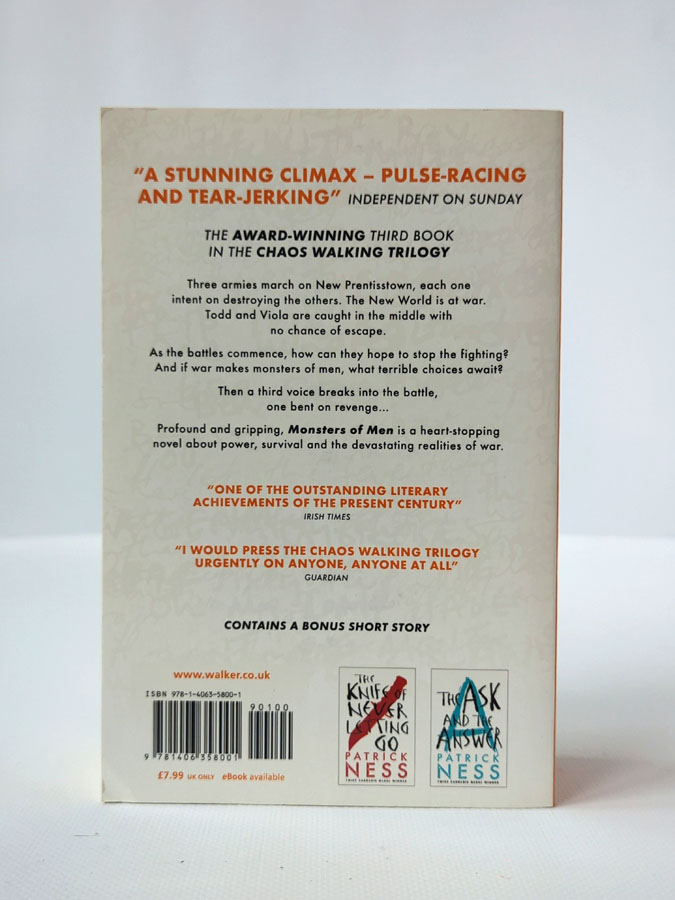 "A STUNNING CLIMAX – PULSE-RACING
AND TEAR-JERKING" INDEPENDENT ON SUNDAY
THE AWARD-WINNING THIRD BOOK
IN THE CHAOS WALKING TRILOGY
Three armies march on New Prentisstown, each one
intent on destroying the others. The New World is at war.
Todd and Viola are caught in the middle with
no chance of escape.
As the battles commence, how can they hope to stop the fighting?
And if war makes monsters of men, what terrible choices await?
Then a third voice breaks into the battle,
one bent on revenge...
Profound and gripping, Monsters of Men is a heart-stopping
novel about power, survival and the devastating realities of war.
"ONE OF THE OUTSTANDING LITERARY
ACHIEVEMENTS OF THE PRESENT CENTURY"
IRISH TIMES
"I WOULD PRESS THE CHAOS WALKING TRILOGY
URGENTLY ON ANYONE, ANYONE AT ALL"
GUARDIAN
CONTAINS A BONUS SHORT STORY
www.walker.co.uk
ISBN 978-1-4063-5800-1
90100
9 781406 358001
£7.99 UK ONLY eBook available
THE
KNIFE OF
NEVER
LETTING
GO
PATRICK
NESS
TWICE CARNEGIE MEDAL WINNER
THE ASK
AND THE
ANSWER
PATRICK
NESS
TWICE CARNEGIE MEDAL WINNER